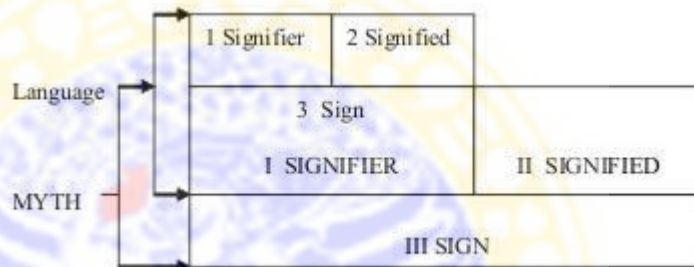 1 Signifier 2 Signified
Language
3 Sign
I SIGNIFIER II SIGNIFIED
MYTH
III SIGN